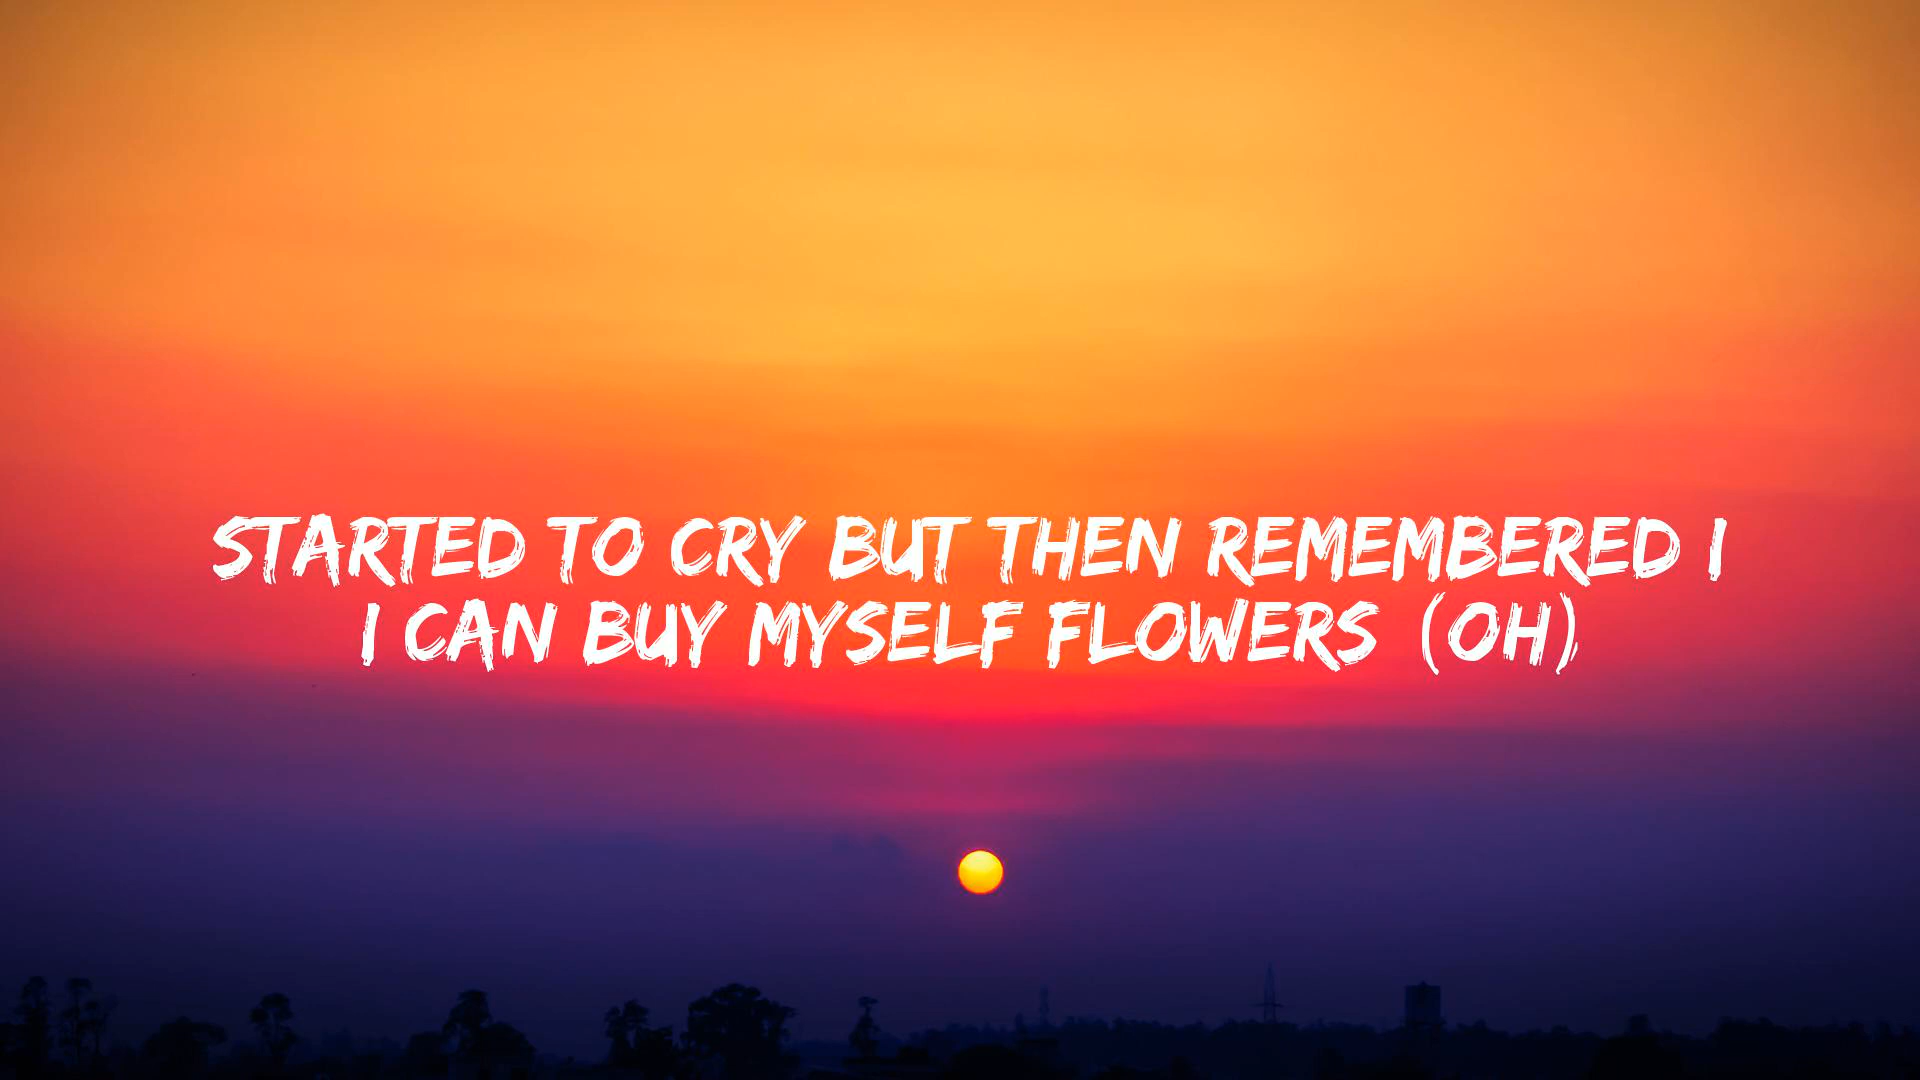 STARTED TO CRY BUT THEN REMEMBERED I
I CAN BUY MYSELF FLOWERS (OH)